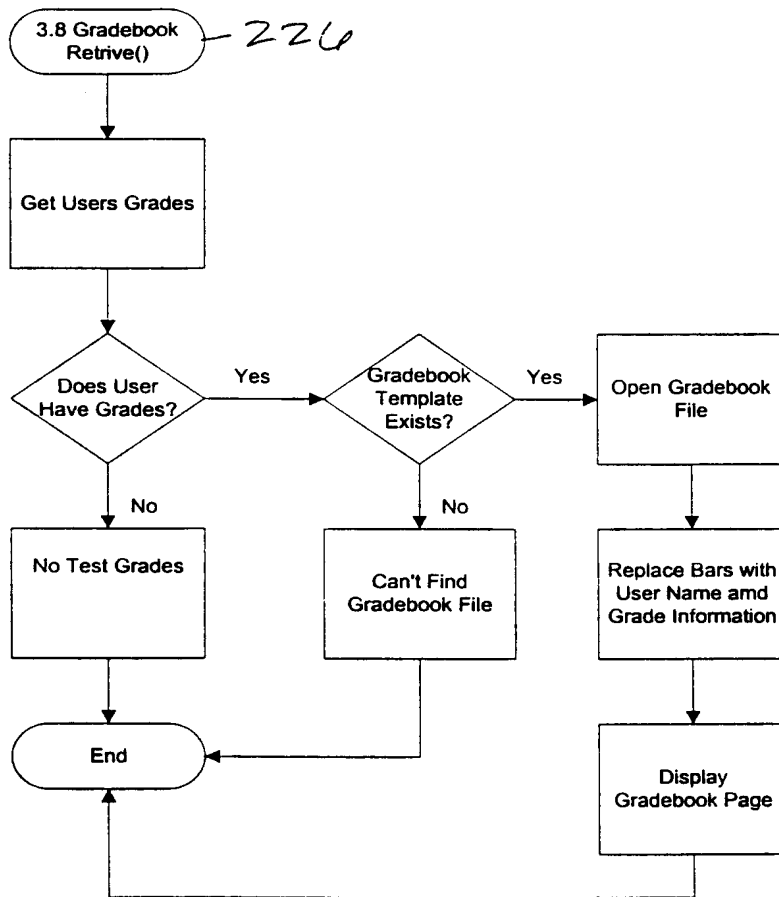 3.8 Gradebook
Retrive()
226
Get Users Grades
Does User
Have Grades?
Yes
Gradebook
Template
Exists?
Yes
Open Gradebook
File
No
No
No Test Grades
Can't Find
Gradebook File
Replace Bars with
User Name amd
Grade Information
End
Display
Gradebook Page